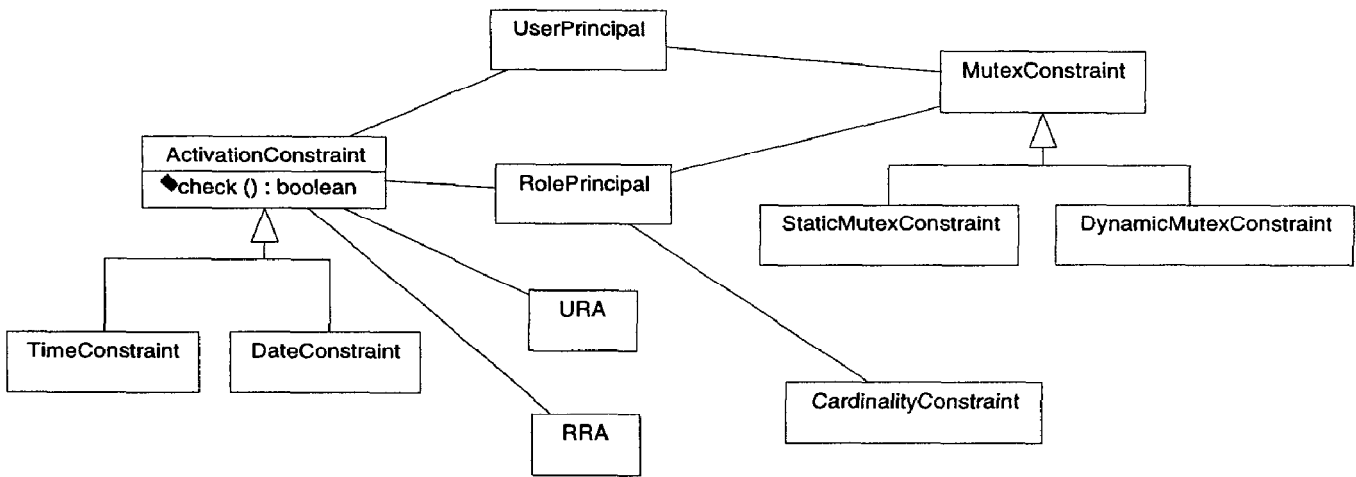 UserPrincipal
MutexConstraint
ActivationConstraint
check () : boolean
RolePrincipal
StaticMutexConstraint
DynamicMutexConstraint
URA
TimeConstraint
DateConstraint
CardinalityConstraint
RRA